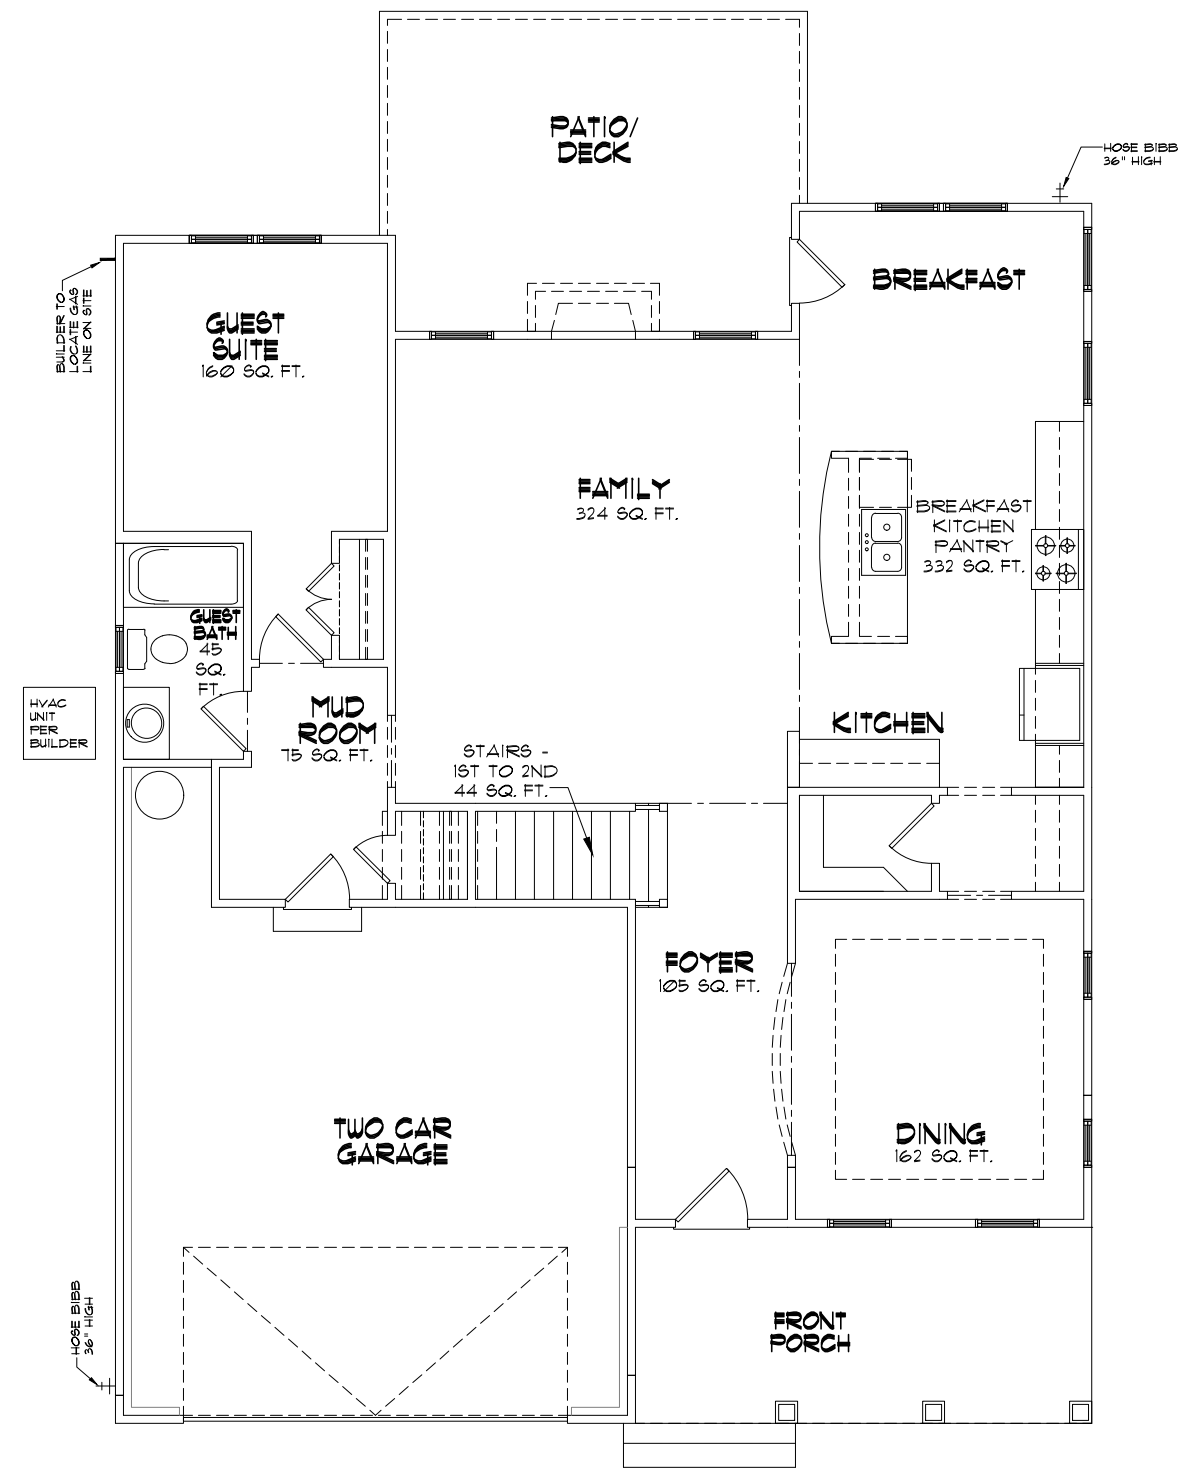 PATIO/
DECK
HOSE BIBB
36" HIGH
BREAKFAST
BUILDER TO
LOCATE GAS
LINE ON SITE
GUEST
SUITE
160 SQ. FT.
FAMILY
324 SQ. FT.
BREAKFAST
KITCHEN
PANTRY
332 SQ. FT.
GUEST
BATH
45
SQ.
FT.
HVAC
UNIT
PER
BUILDER
MUD
ROOM
75 SQ. FT.
KITCHEN
STAIRS -
1ST TO 2ND
44 SQ. FT.
FOYER
105 SQ. FT.
TWO CAR
GARAGE
DINING
162 SQ. FT.
HOSE BIBB
36" HIGH
FRONT
PORCH